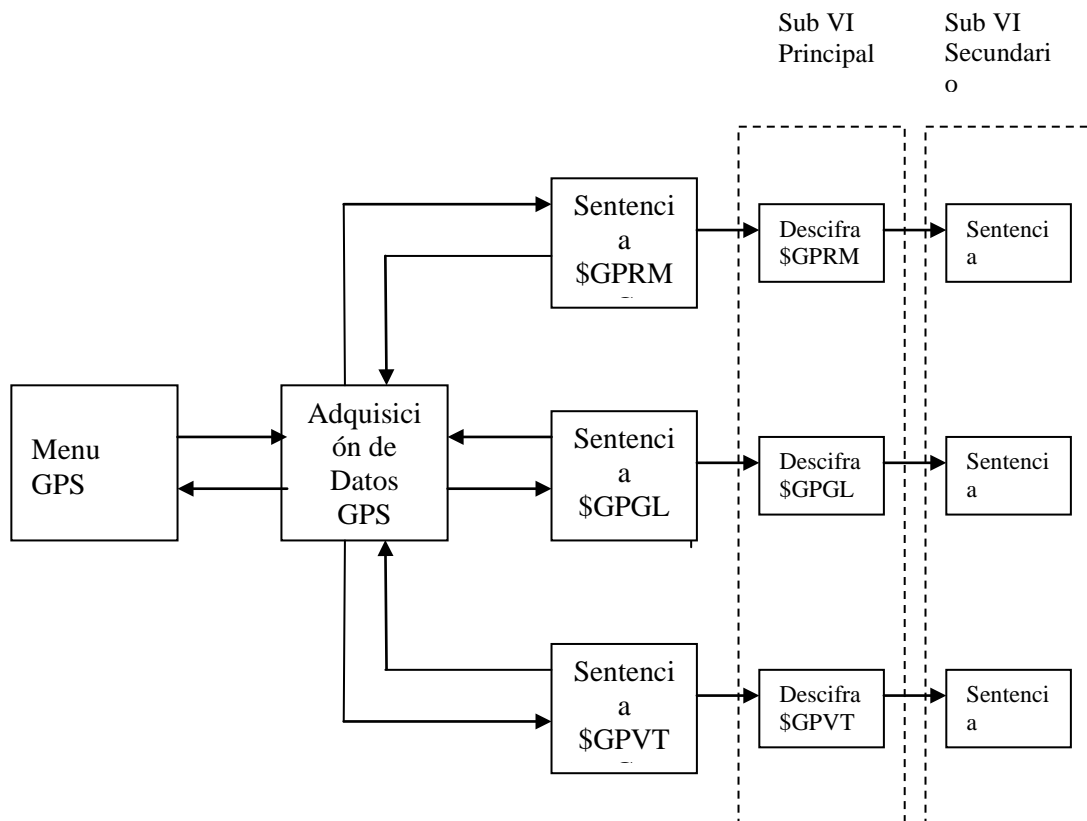 Sub VI
Principal
Sub VI
Secundari
o
Sentenci
a
$GPRM
Descifra
$GPRM
Sentenci
a
Menu
GPS
Adquisici
ón de
Datos
GPS
Sentenci
a
$GPGL
Descifra
$GPGL
Sentenci
a
Sentenci
a
$GPVT
Descifra
$GPVT
Sentenci
a